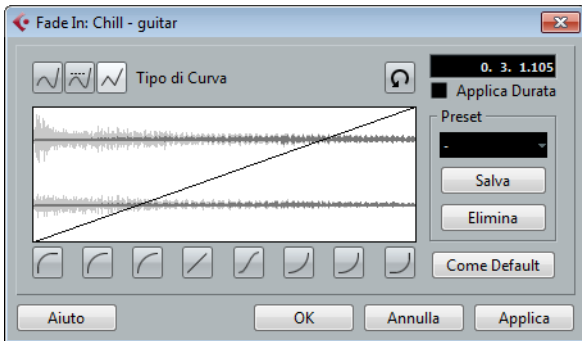 Fade In: Chill - guitar
Tipo di Curva
0. 3. 1.105
Applica Durata
Preset
-
Salva
Elimina
Come Default
Aiuto
OK
Annulla
Applica